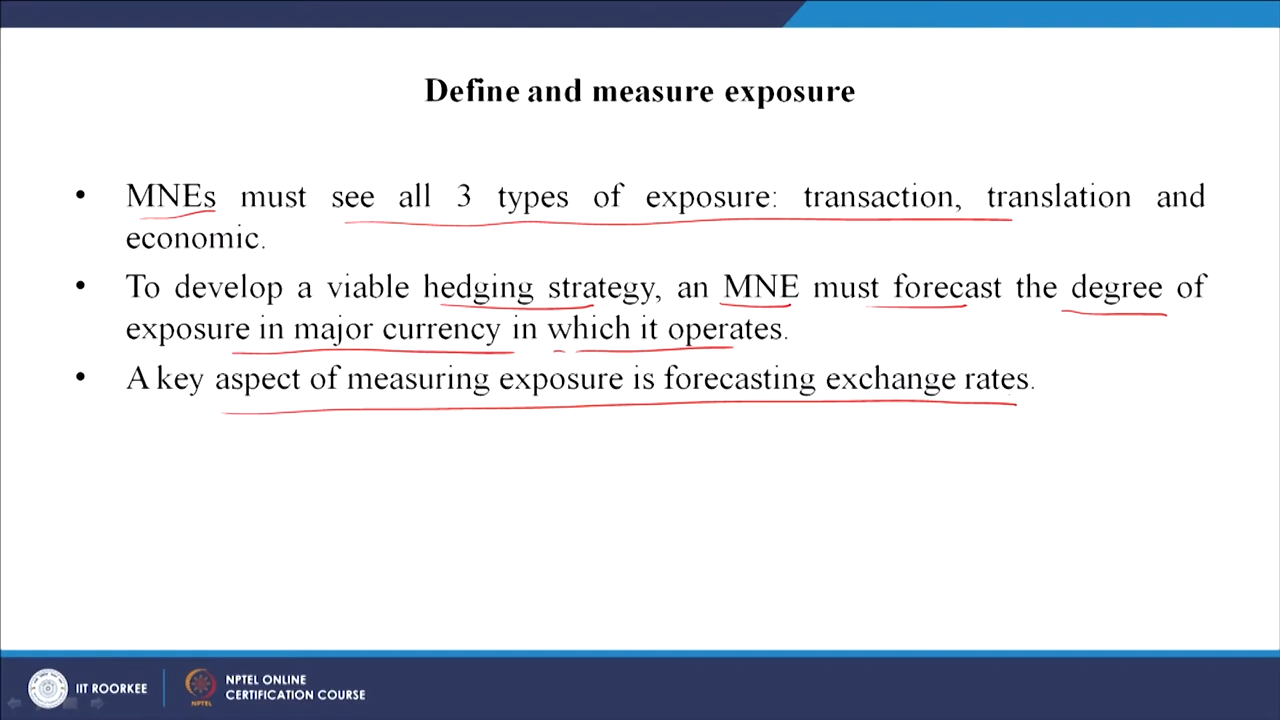 Define and measure exposure
• MNEs must see all 3 types of exposure: transaction, translation and
economic.
• To develop a viable hedging strategy, an MNE must forecast the degree of
exposure in major currency in which it operates.
• A key aspect of measuring exposure is forecasting exchange rates.
IIT ROORKEE
NPTEL ONLINE
CERTIFICATION COURSE
NPTEL